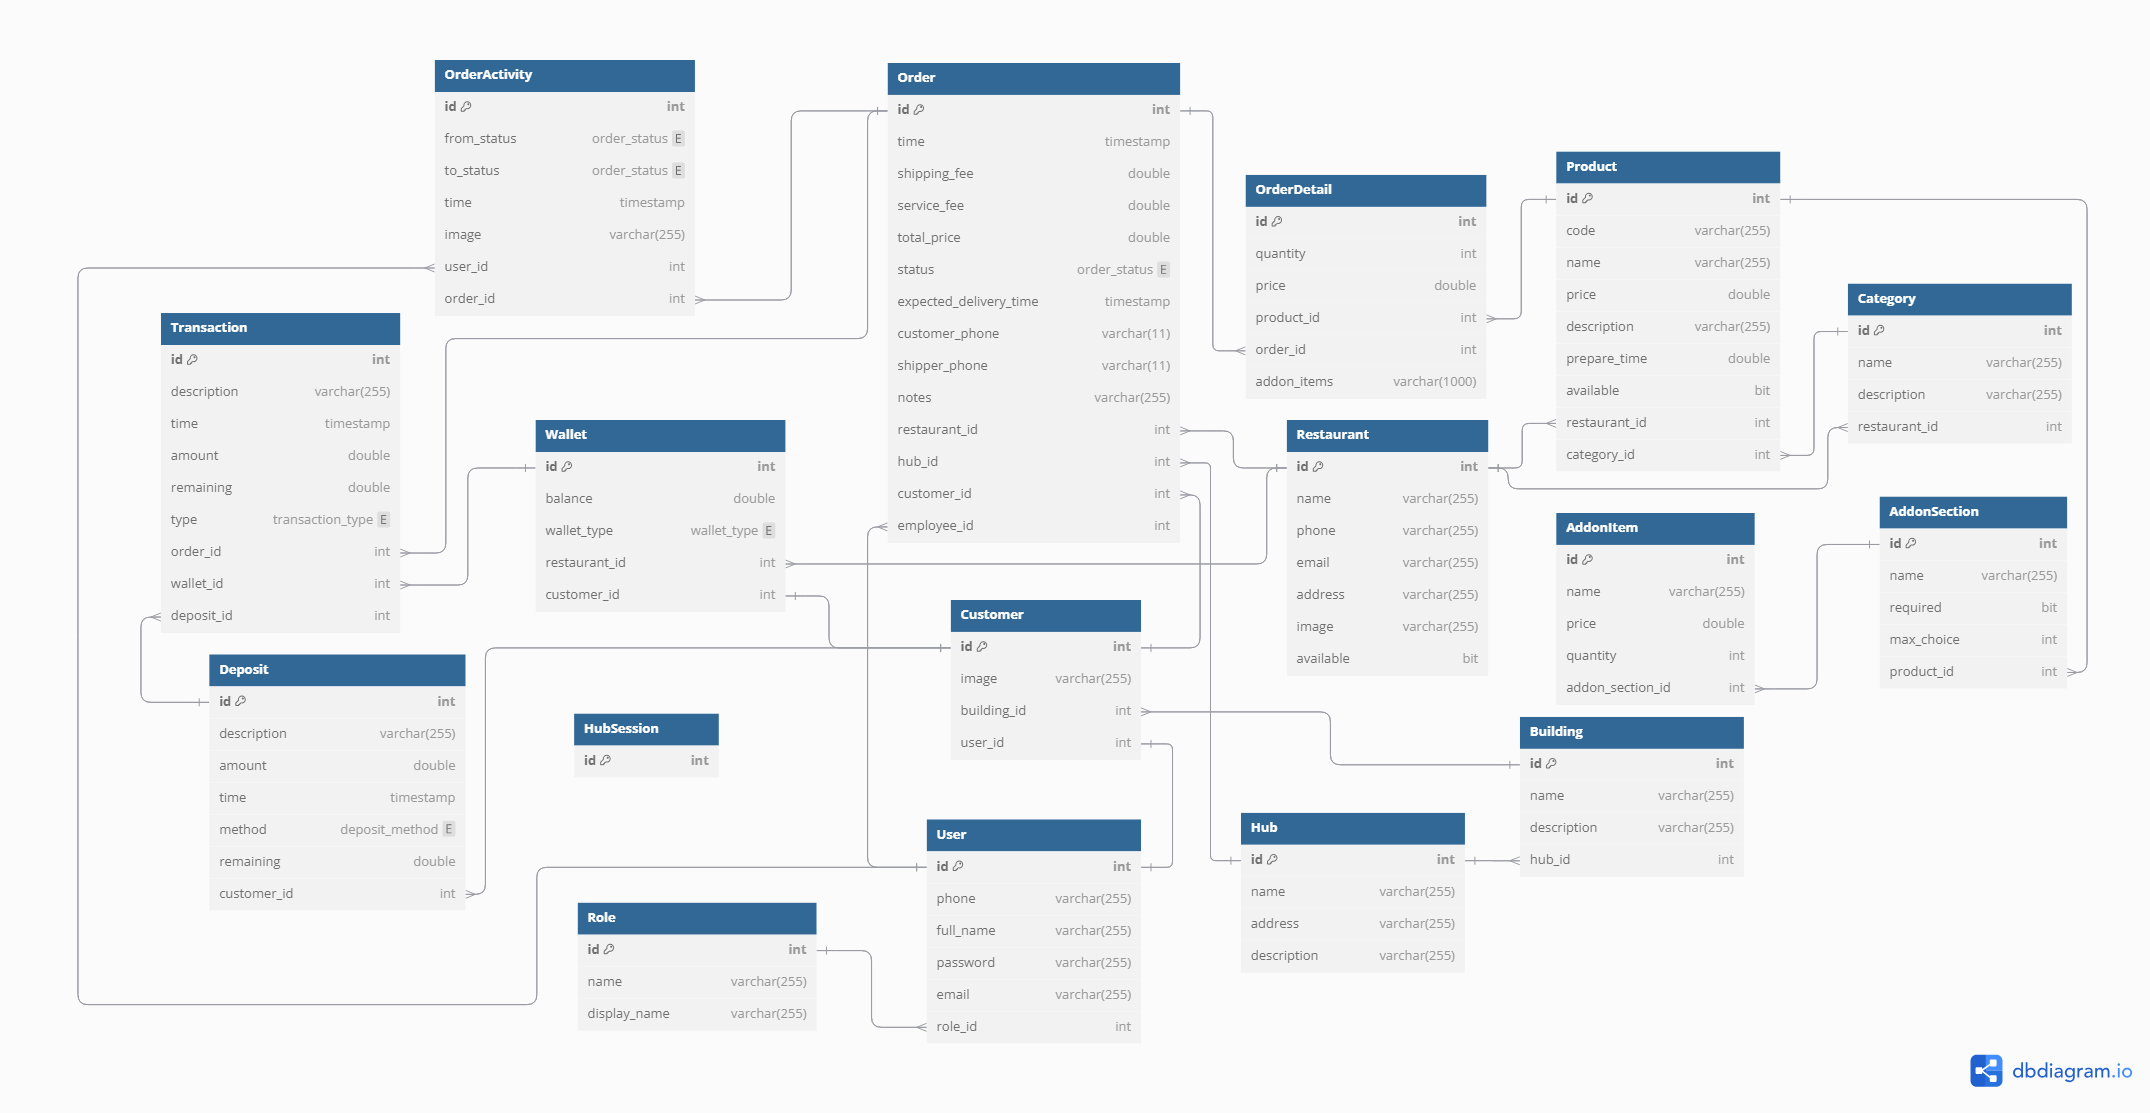 OrderActivity
id int
from_status order_status E
to_status order_status E
time timestamp
image varchar(255)
user_id int
order_id int
Order
id int
time timestamp
shipping_fee double
service_fee double
total_price double
status order_status E
expected_delivery_time timestamp
customer_phone varchar(11)
shipper_phone varchar(11)
notes varchar(255)
restaurant_id int
hub_id int
customer_id int
employee_id int
OrderDetail
id int
quantity int
price double
product_id int
order_id int
addon_items varchar(1000)
Product
id int
code varchar(255)
name varchar(255)
price double
description varchar(255)
prepare_time double
available bit
restaurant_id int
category_id int
Category
id int
name varchar(255)
description varchar(255)
restaurant_id int
Transaction
id int
description varchar(255)
time timestamp
amount double
remaining double
type transaction_type E
order_id int
wallet_id int
deposit_id int
Wallet
id int
balance double
wallet_type wallet_type E
restaurant_id int
customer_id int
Restaurant
id int
name varchar(255)
phone varchar(255)
email varchar(255)
address varchar(255)
image varchar(255)
available bit
AddonItem
id int
name varchar(255)
price double
quantity int
addon_section_id int
AddonSection
id int
name varchar(255)
required bit
max_choice int
product_id int
Customer
id int
image varchar(255)
building_id int
user_id int
Deposit
id int
description varchar(255)
amount double
time timestamp
method deposit_method E
remaining double
customer_id int
HubSession
id int
Building
id int
name varchar(255)
description varchar(255)
hub_id int
User
id int
phone varchar(255)
full_name varchar(255)
password varchar(255)
email varchar(255)
role_id int
Hub
id int
name varchar(255)
address varchar(255)
description varchar(255)
Role
id int
name varchar(255)
display_name varchar(255)
dbdiagram.io